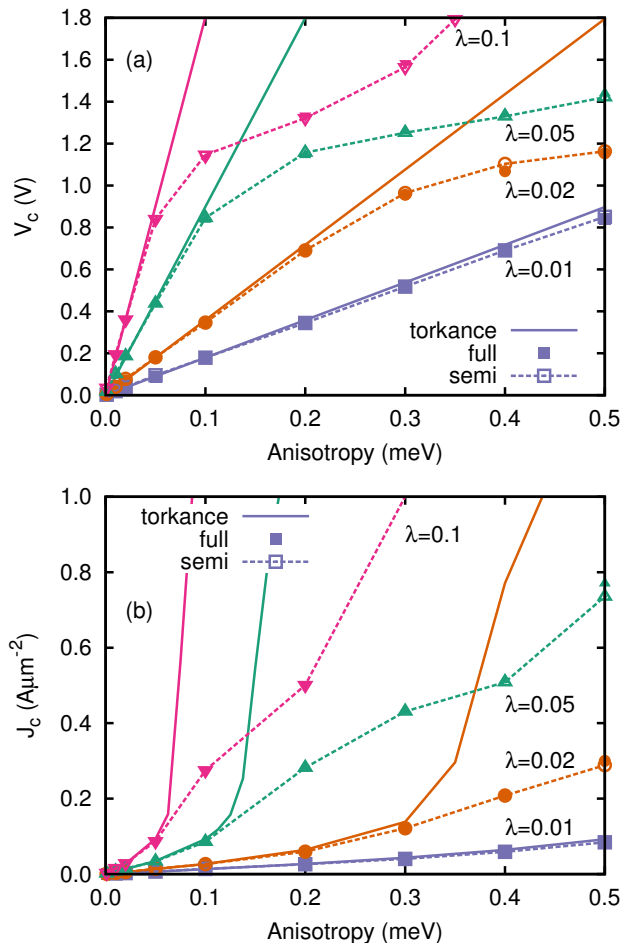 1.8
1.6
1.4
1.2
1.0
0.8
0.6
0.4
0.2
0.0
V_c (V)
(a)
λ=0.1
λ=0.05
λ=0.02
λ=0.01
torkance
full
semi
0.0 0.1 0.2 0.3 0.4 0.5
Anisotropy (meV)
1.0
0.8
0.6
0.4
0.2
0.0
J_c (Aμm⁻²)
torkance
full
semi
(b)
λ=0.1
λ=0.05
λ=0.02
λ=0.01
0.0 0.1 0.2 0.3 0.4 0.5
Anisotropy (meV)